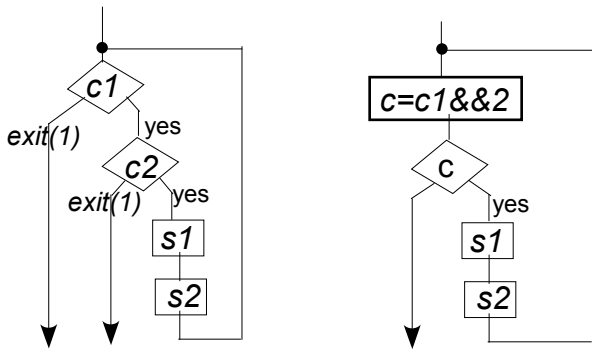 c1
exit(1)
yes
c2
exit(1)
yes
s1
s2
c=c1&&2
c
yes
s1
s2